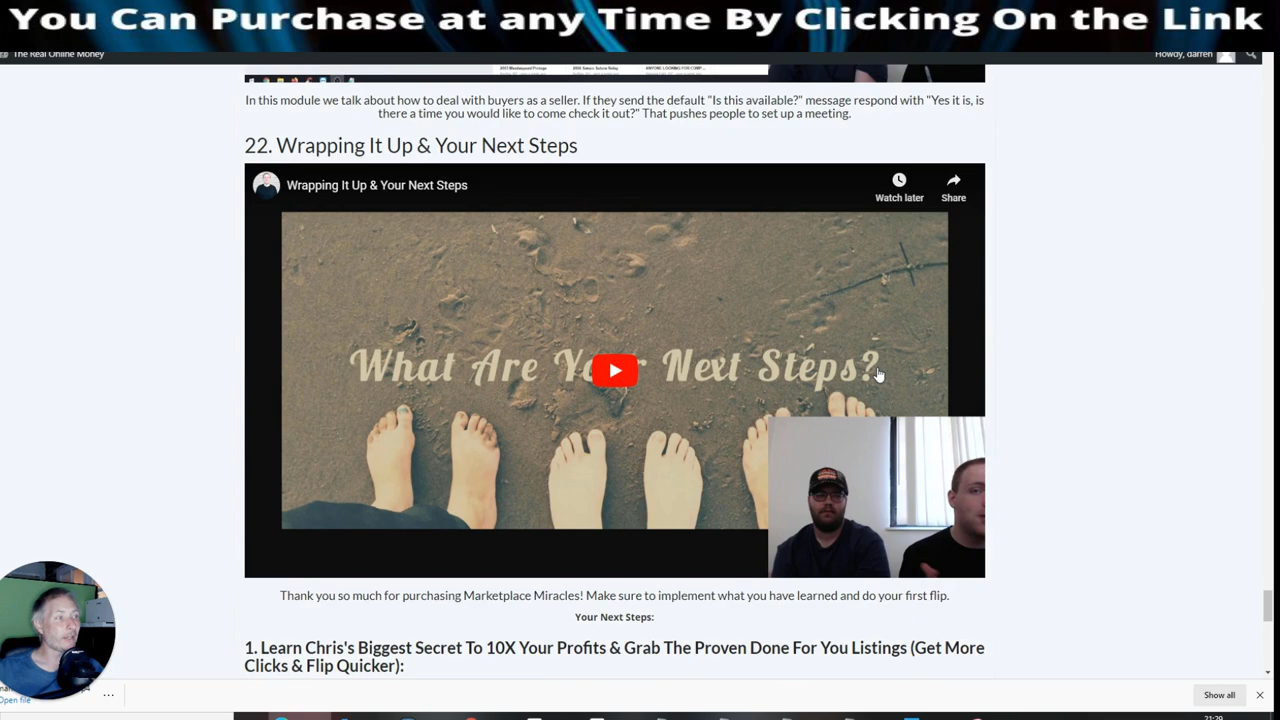 You Can Purchase at any Time By Clicking On the Link
The Real Online Money
Howdy, darren
In this module we talk about how to deal with buyers as a seller. If they send the default "Is this available?" message respond with "Yes it is, is
there a time you would like to come check it out?" That pushes people to set up a meeting.
22. Wrapping It Up & Your Next Steps
Wrapping It Up & Your Next Steps
Watch later
Share
What Are Your Next Steps?
Thank you so much for purchasing Marketplace Miracles! Make sure to implement what you have learned and do your first flip.
Your Next Steps:
1. Learn Chris's Biggest Secret To 10X Your Profits & Grab The Proven Done For You Listings (Get More
Clicks & Flip Quicker):
Open file
Show all
21:29